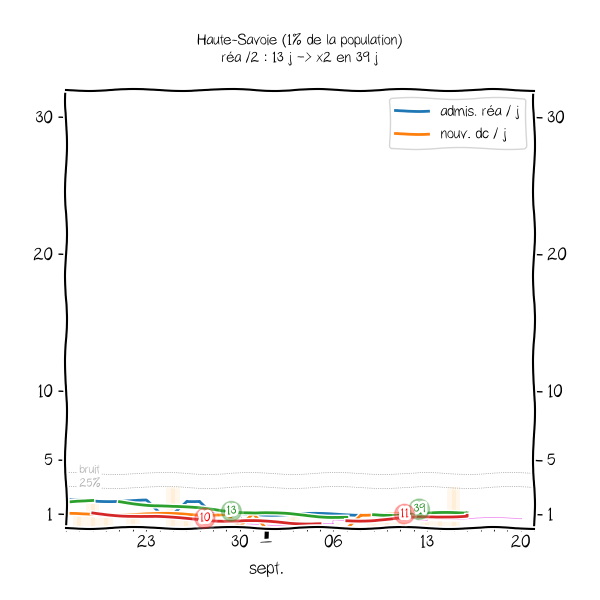 Haute-Savoie (1% de la population)
réa /2 : 13 j -> x2 en 39 j
admis. réa / j
nouv. dc / j
30 30
20 20
10 10
5 5
bruit
25%
1 1
10 13 11 39
23 30 06 13 20
sept.